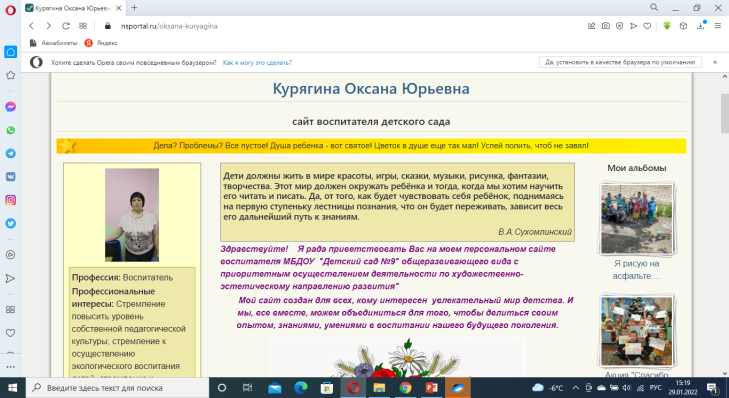 Курягина Оксана Юрьевна
nsportal.ru/oksana-kuryagina
Авиабилеты
Яндекс
Хотите сделать Opera своим повседневным браузером?
Как я могу это сделать?
Да, установить в качестве браузера по умолчанию
Курягина Оксана Юрьевна
сайт воспитателя детского сада
Дела? Проблемы? Все пустое! Душа ребенка - вот святое! Цветок в душе еще так мал! Успей полить, чтоб не завял!
Профессия: Воспитатель
Профессиональные
интересы: Стремление
повысить уровень
собственной педагогической
культуры; стремление к
осуществлению
экологического воспитания
Дети должны жить в мире красоты, игры, сказки, музыки, рисунка, фантазии,
творчества. Этот мир должен окружать ребёнка и тогда, когда мы хотим научить
его читать и писать. Да, от того, как будет чувствовать себя ребёнок, поднимаясь
на первую ступеньку лестницы познания, что он будет переживать, зависит весь
его дальнейший путь к знаниям.
В.А.Сухомлинский
Здравствуйте! Я рада приветствовать Вас на моем персональном сайте
воспитателя МБДОУ "Детский сад №9" общеразвивающего вида с
приоритетным осуществлением деятельности по художественно-
эстетическому направлению развития"
Мой сайт создан для всех, кому интересен увлекательный мир детства. И
мы, все вместе, можем объединиться для того, чтобы делиться своим
опытом, знаниями, умениями в воспитании нашего будущего поколения.
Мои альбомы
Я рисую на
асфальте....
Акция "Спасибо
Введите здесь текст для поиска
-6°C
РУС
15:19
29.01.2022